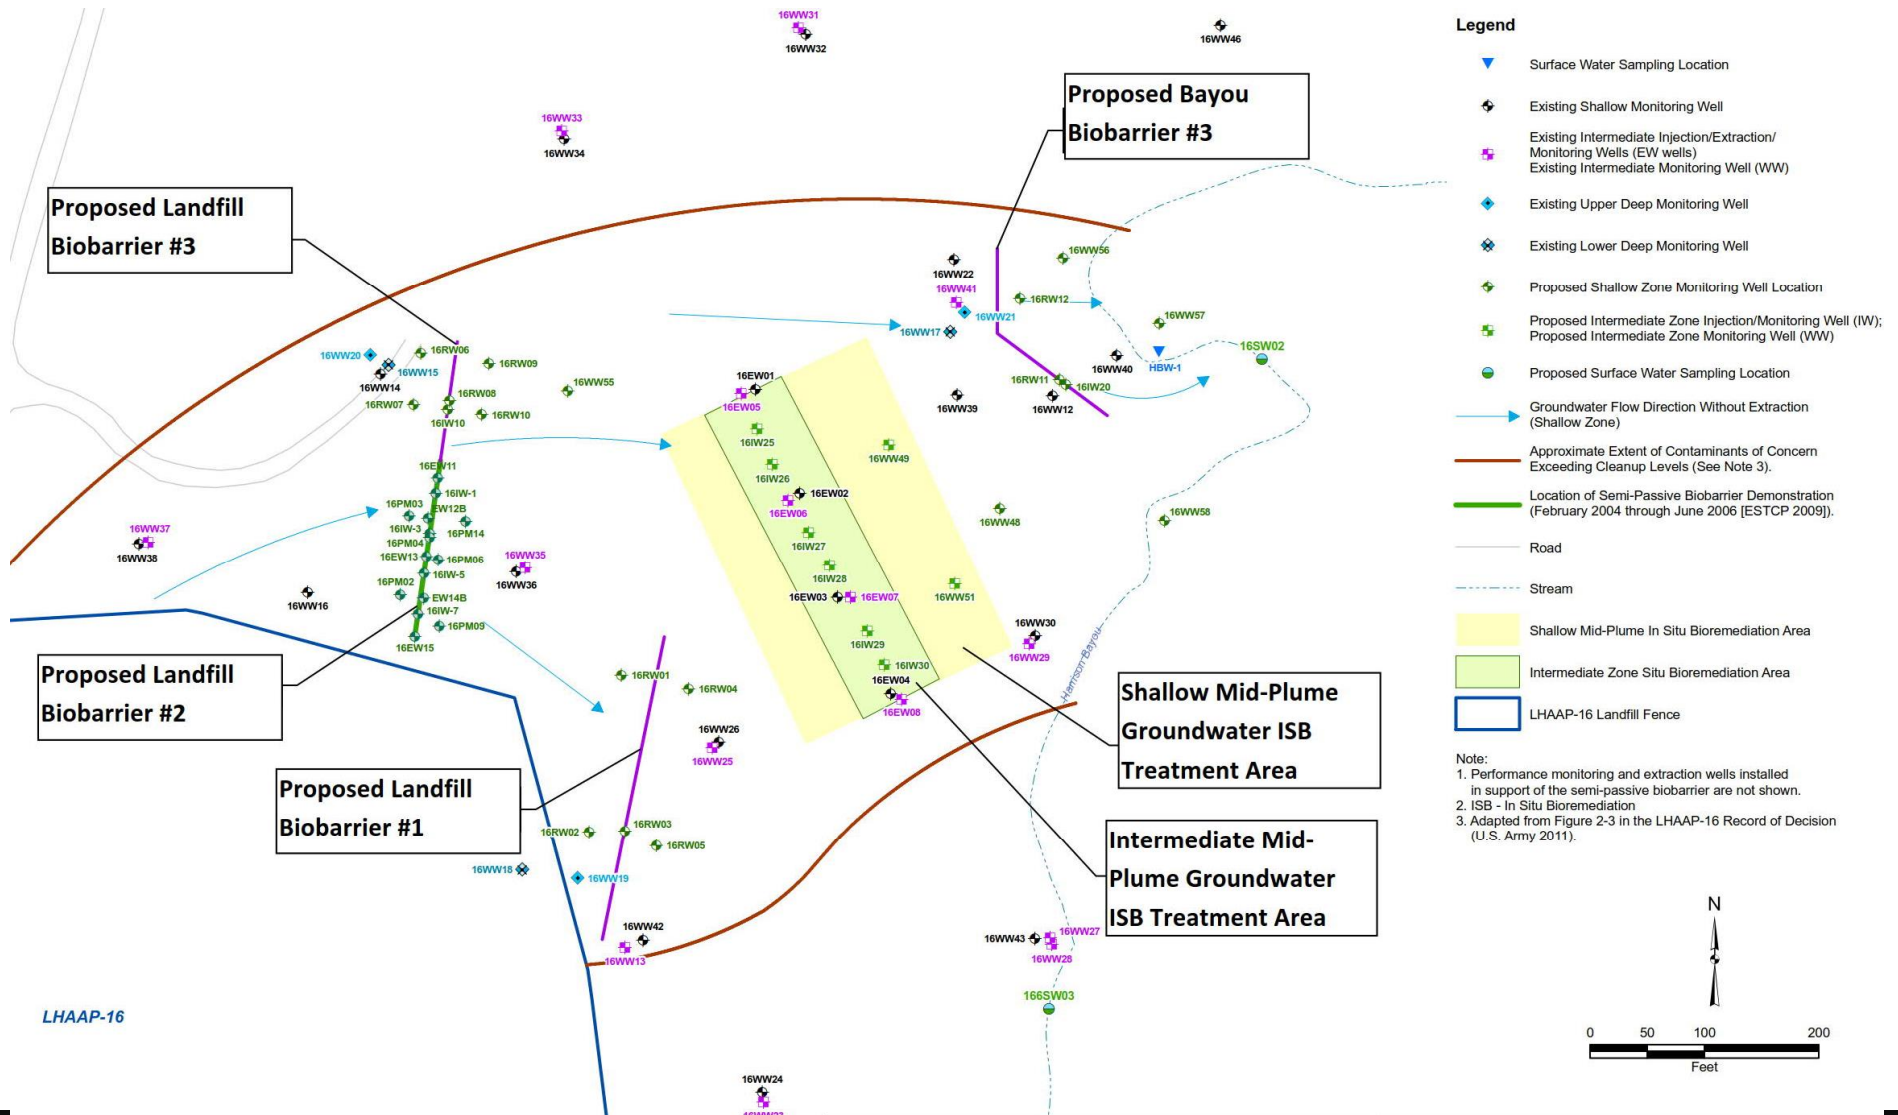 16WW31
16WW32
16WW46
Proposed Bayou
Biobarrier #3
16WW33
16WW34
Proposed Landfill
Biobarrier #3
16WW56
16WW22
16WW41
16RW12
16WW21
16WW17
16WW57
16SW02
16WW40
HBW-1
16RW11
16IW20
16WW12
16WW39
16WW20
16WW15
16WW14
16RW06
16RW09
16WW55
16RW08
16RW07
16RW10
16IW10
16EW01
16EW05
16IW25
16IW26
16WW49
16EW02
16EW06
16WW48
16WW58
16IW27
16IW28
16EW03
16EW07
16WW51
16IW29
16IW30
16EW04
16EW08
16WW30
16WW29
Harrison Bayou
16EW11
16IW-1
16PM03
EW12B
16IW-3
16PM14
16PM04
16EW13
16PM06
16IW-5
16PM02
EW14B
16IW-7
16PM09
16EW15
16WW37
16WW38
16WW35
16WW36
16WW16
Proposed Landfill
Biobarrier #2
16RW01
16RW04
16WW26
16WW25
Shallow Mid-Plume
Groundwater ISB
Treatment Area
Proposed Landfill
Biobarrier #1
16RW02
16RW03
16RW05
16WW18
16WW19
Intermediate Mid-
Plume Groundwater
ISB Treatment Area
16WW42
16WW13
16WW43
16WW27
16WW28
166SW03
LHAAP-16
16WW24
Legend
Surface Water Sampling Location
Existing Shallow Monitoring Well
Existing Intermediate Injection/Extraction/
Monitoring Wells (EW wells)
Existing Intermediate Monitoring Well (WW)
Existing Upper Deep Monitoring Well
Existing Lower Deep Monitoring Well
Proposed Shallow Zone Monitoring Well Location
Proposed Intermediate Zone Injection/Monitoring Well (IW);
Proposed Intermediate Zone Monitoring Well (WW)
Proposed Surface Water Sampling Location
Groundwater Flow Direction Without Extraction
(Shallow Zone)
Approximate Extent of Contaminants of Concern
Exceeding Cleanup Levels (See Note 3).
Location of Semi-Passive Biobarrier Demonstration
(February 2004 through June 2006 [ESTCP 2009]).
Road
Stream
Shallow Mid-Plume In Situ Bioremediation Area
Intermediate Zone Situ Bioremediation Area
LHAAP-16 Landfill Fence
Note:
1. Performance monitoring and extraction wells installed
in support of the semi-passive biobarrier are not shown.
2. ISB - In Situ Bioremediation
3. Adapted from Figure 2-3 in the LHAAP-16 Record of Decision
(U.S. Army 2011).
N
0 50 100 200
Feet